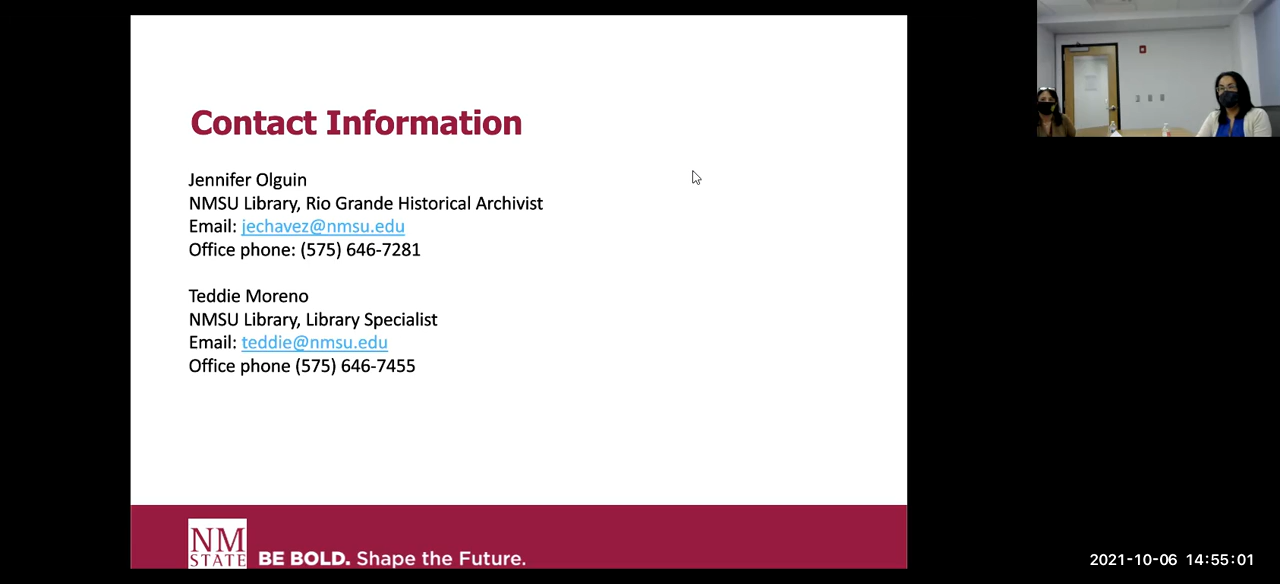 Contact Information
Jennifer Olguin
NMSU Library, Rio Grande Historical Archivist
Email: jechavez@nmsu.edu
Office phone: (575) 646-7281
Teddie Moreno
NMSU Library, Library Specialist
Email: teddie@nmsu.edu
Office phone (575) 646-7455
NM
STATE
BE BOLD. Shape the Future.
2021-10-06 14:55:01